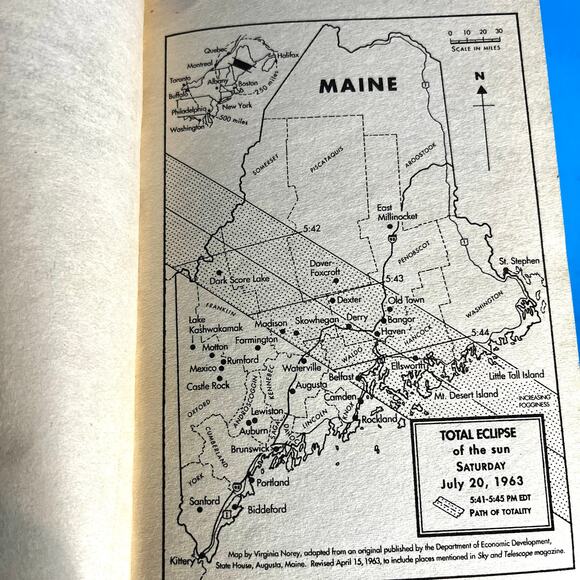 Quebec
Halifax
Montreal
Toronto
Albany
Boston
Buffalo
250 miles
New York
Philadelphia
500 miles
Washington
0 10 20 30
SCALE IN MILES
N
MAINE
1
SOMERSEY
PISCATAQUIS
AROOSTOOK
East
Millinocket
95
PENOBSCOT
1
5:42
St. Stephen
Dover-
Foxcroft
Dark Score Lake
5:43
WASHINGTON
Dexter
Old Town
FRANKLIN
Lake
Kashwakamak
Madison
Skowhegan
Derry
Bangor
Haven
HANCOCK
5:44
Farmington
Motton
WALDO
Rumford
Mexico
Waterville
Ellsworth
Little Tall Island
Castle Rock
Belfast
KENNEBEC
Augusta
Mt. Desert Island
Camden
INCREASING
FOGGINESS
OXFORD
ANDROSCOGGIN
KNOX
LINCOLN
Lewiston
Auburn
Rockland
CUMBERLAND
Brunswick
YORK
95
Portland
Sanford
1
Biddeford
Kittery
TOTAL ECLIPSE
of the sun
SATURDAY
July 20, 1963
5:41-5:45 PM EDT
PATH OF TOTALITY
Map by Virginia Norey, adapted from an original published by the Department of Economic Development,
State House, Augusta, Maine. Revised April 15, 1963, to include places mentioned in Sky and Telescope magazine.